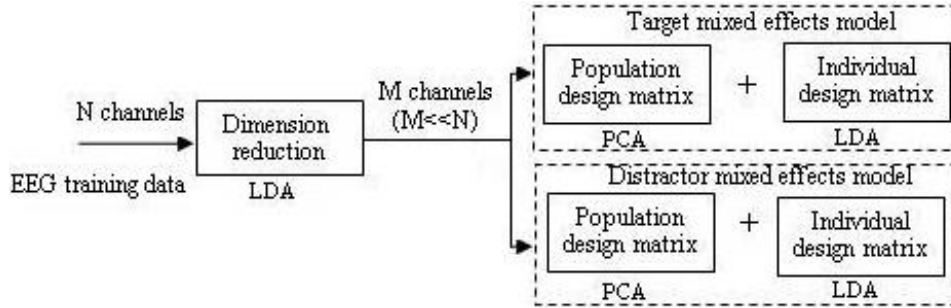 N channels
EEG training data
Dimension
reduction
LDA
M channels
(M<<N)
Target mixed effects model
Population
design matrix
PCA
+
Individual
design matrix
LDA
Distractor mixed effects model
Population
design matrix
PCA
+
Individual
design matrix
LDA